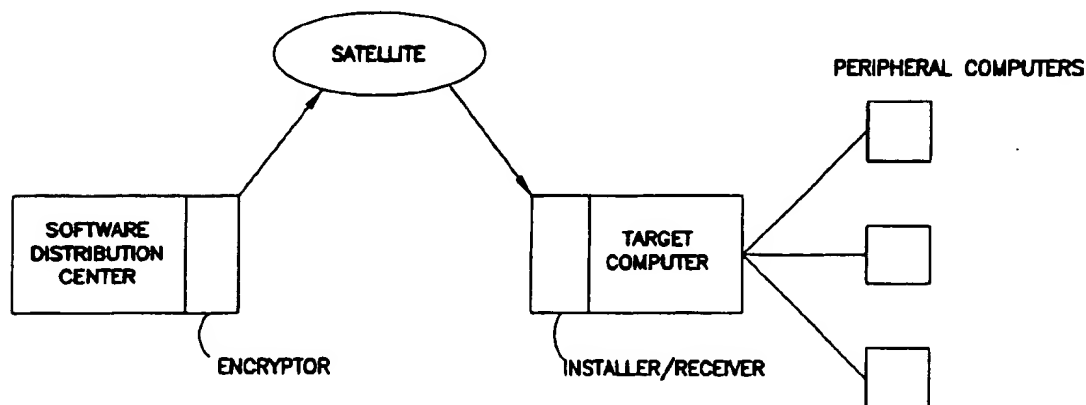 SATELLITE
PERIPHERAL COMPUTERS
SOFTWARE
DISTRIBUTION
CENTER
TARGET
COMPUTER
ENCRYPTOR
INSTALLER/RECEIVER